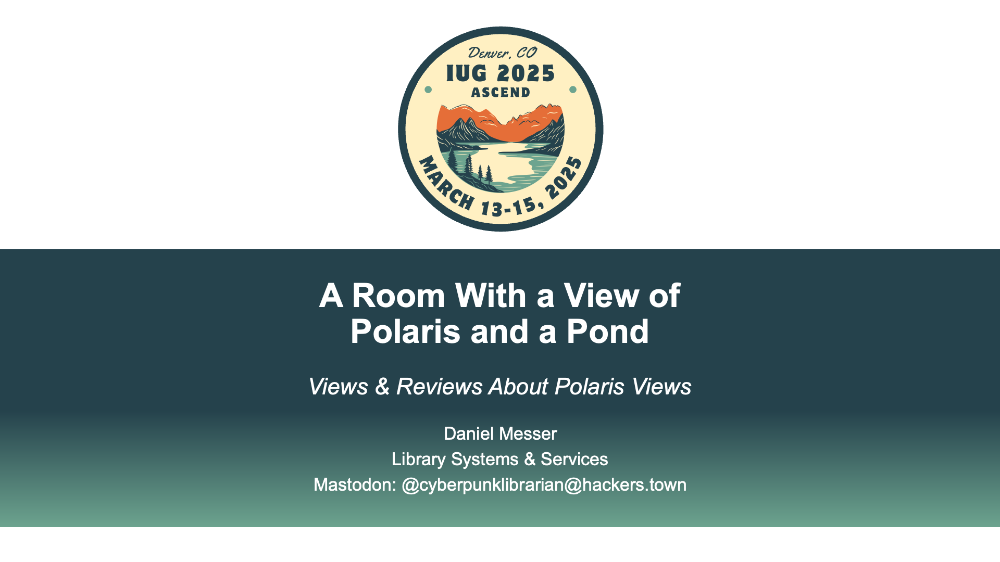 Denver, CO
IUG 2025
ASCEND
MARCH 13-15, 2025
A Room With a View of
Polaris and a Pond
Views & Reviews About Polaris Views
Daniel Messer
Library Systems & Services
Mastodon: @cyberpunklibrarian@hackers.town